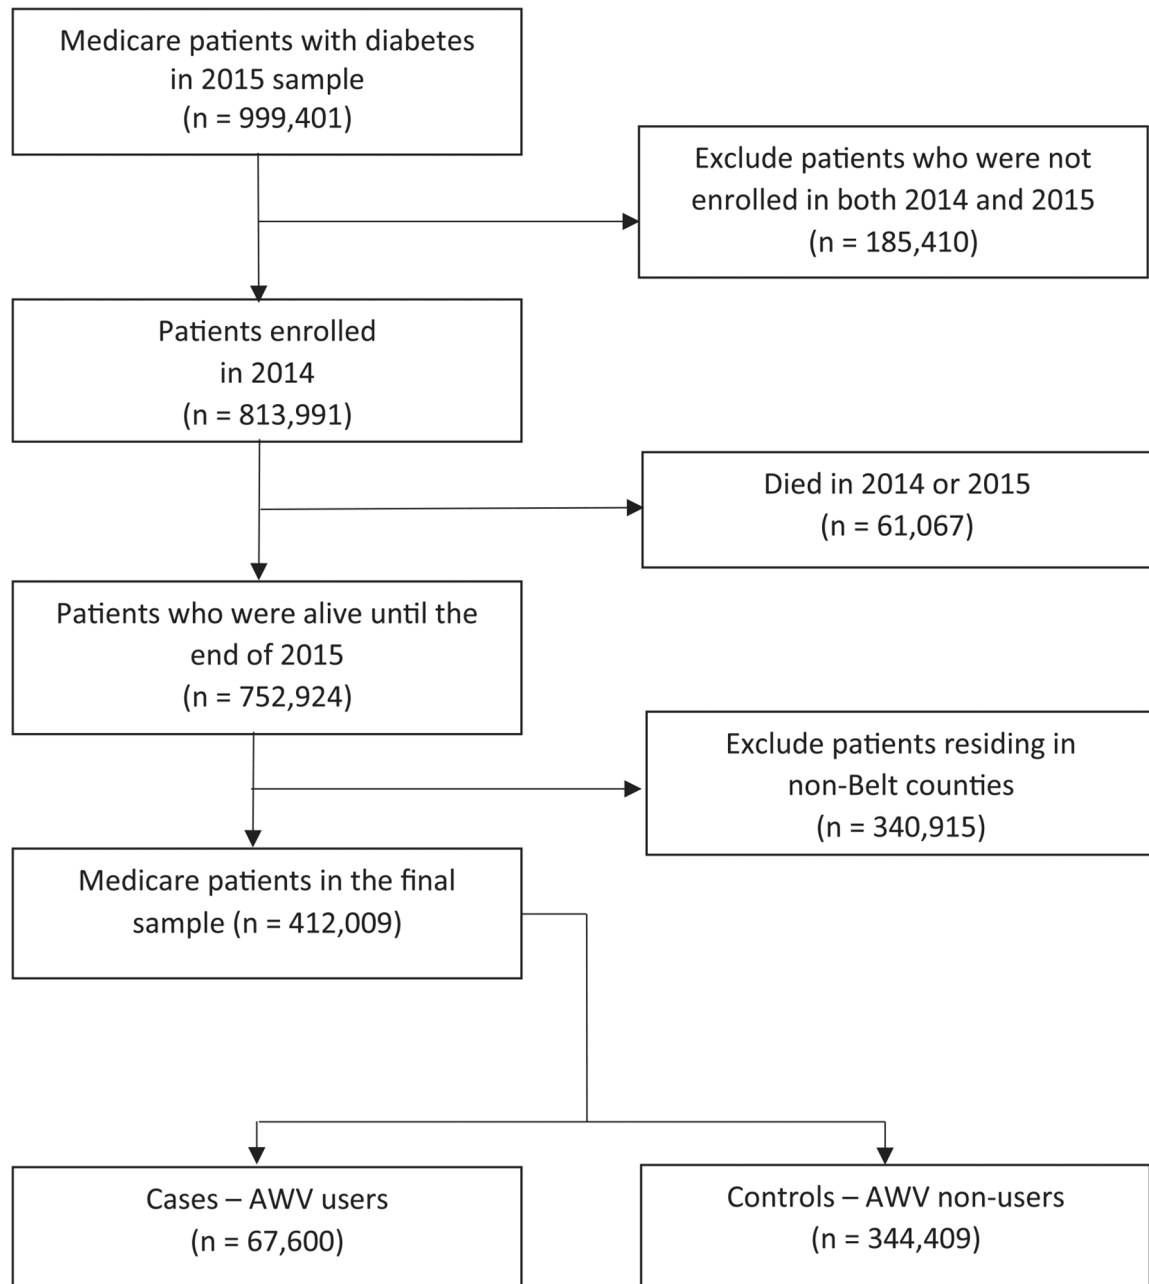 Medicare patients with diabetes
in 2015 sample
(n = 999,401)
Exclude patients who were not
enrolled in both 2014 and 2015
(n = 185,410)
Patients enrolled
in 2014
(n = 813,991)
Died in 2014 or 2015
(n = 61,067)
Patients who were alive until the
end of 2015
(n = 752,924)
Exclude patients residing in
non-Belt counties
(n = 340,915)
Medicare patients in the final
sample (n = 412,009)
Cases – AWV users
(n = 67,600)
Controls – AWV non-users
(n = 344,409)